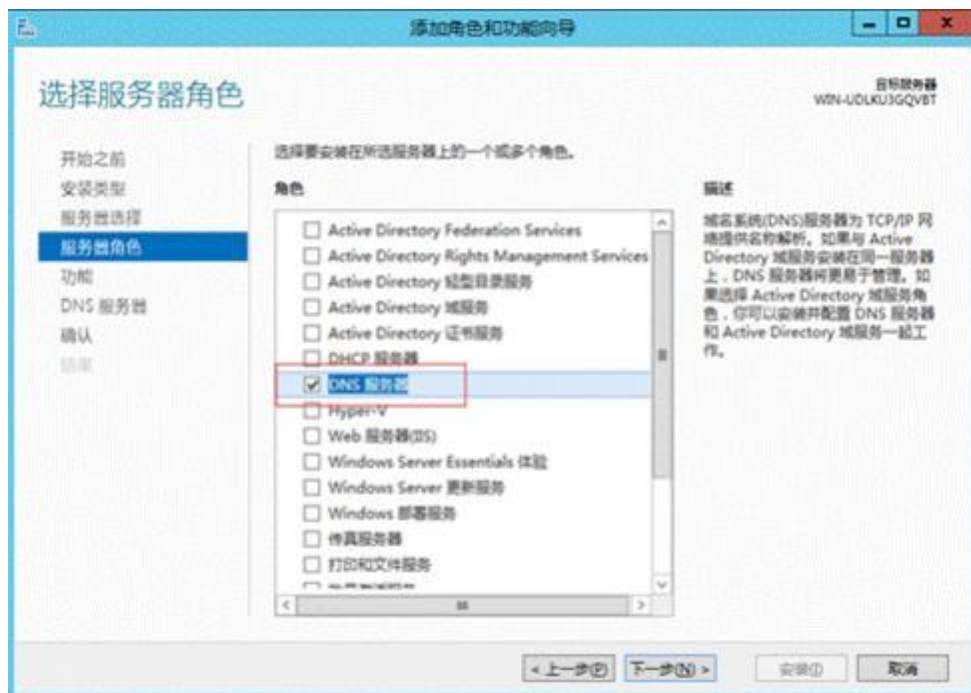 添加角色和功能向导
选择服务器角色
目标服务器
WIN-UDLKU3GQVBT
开始之前
安装类型
服务器选择
服务器角色
功能
DNS 服务器
确认
结果
选择要安装在所选服务器上的一个或多个角色。
角色
Active Directory Federation Services
Active Directory Rights Management Services
Active Directory 轻型目录服务
Active Directory 域服务
Active Directory 证书服务
DHCP 服务器
DNS 服务器
Hyper-V
Web 服务器(IIS)
Windows Server Essentials 体验
Windows Server 更新服务
Windows 部署服务
传真服务器
打印和文件服务
描述
域名系统(DNS)服务器为 TCP/IP 网
络提供名称解析。如果与 Active
Directory 域服务安装在同一服务器
上，DNS 服务器将更易于管理。如
果选择 Active Directory 域服务角
色，你可以安装并配置 DNS 服务器
和 Active Directory 域服务一起工
作。
< 上一步(P)
下一步(N) >
安装(I)
取消